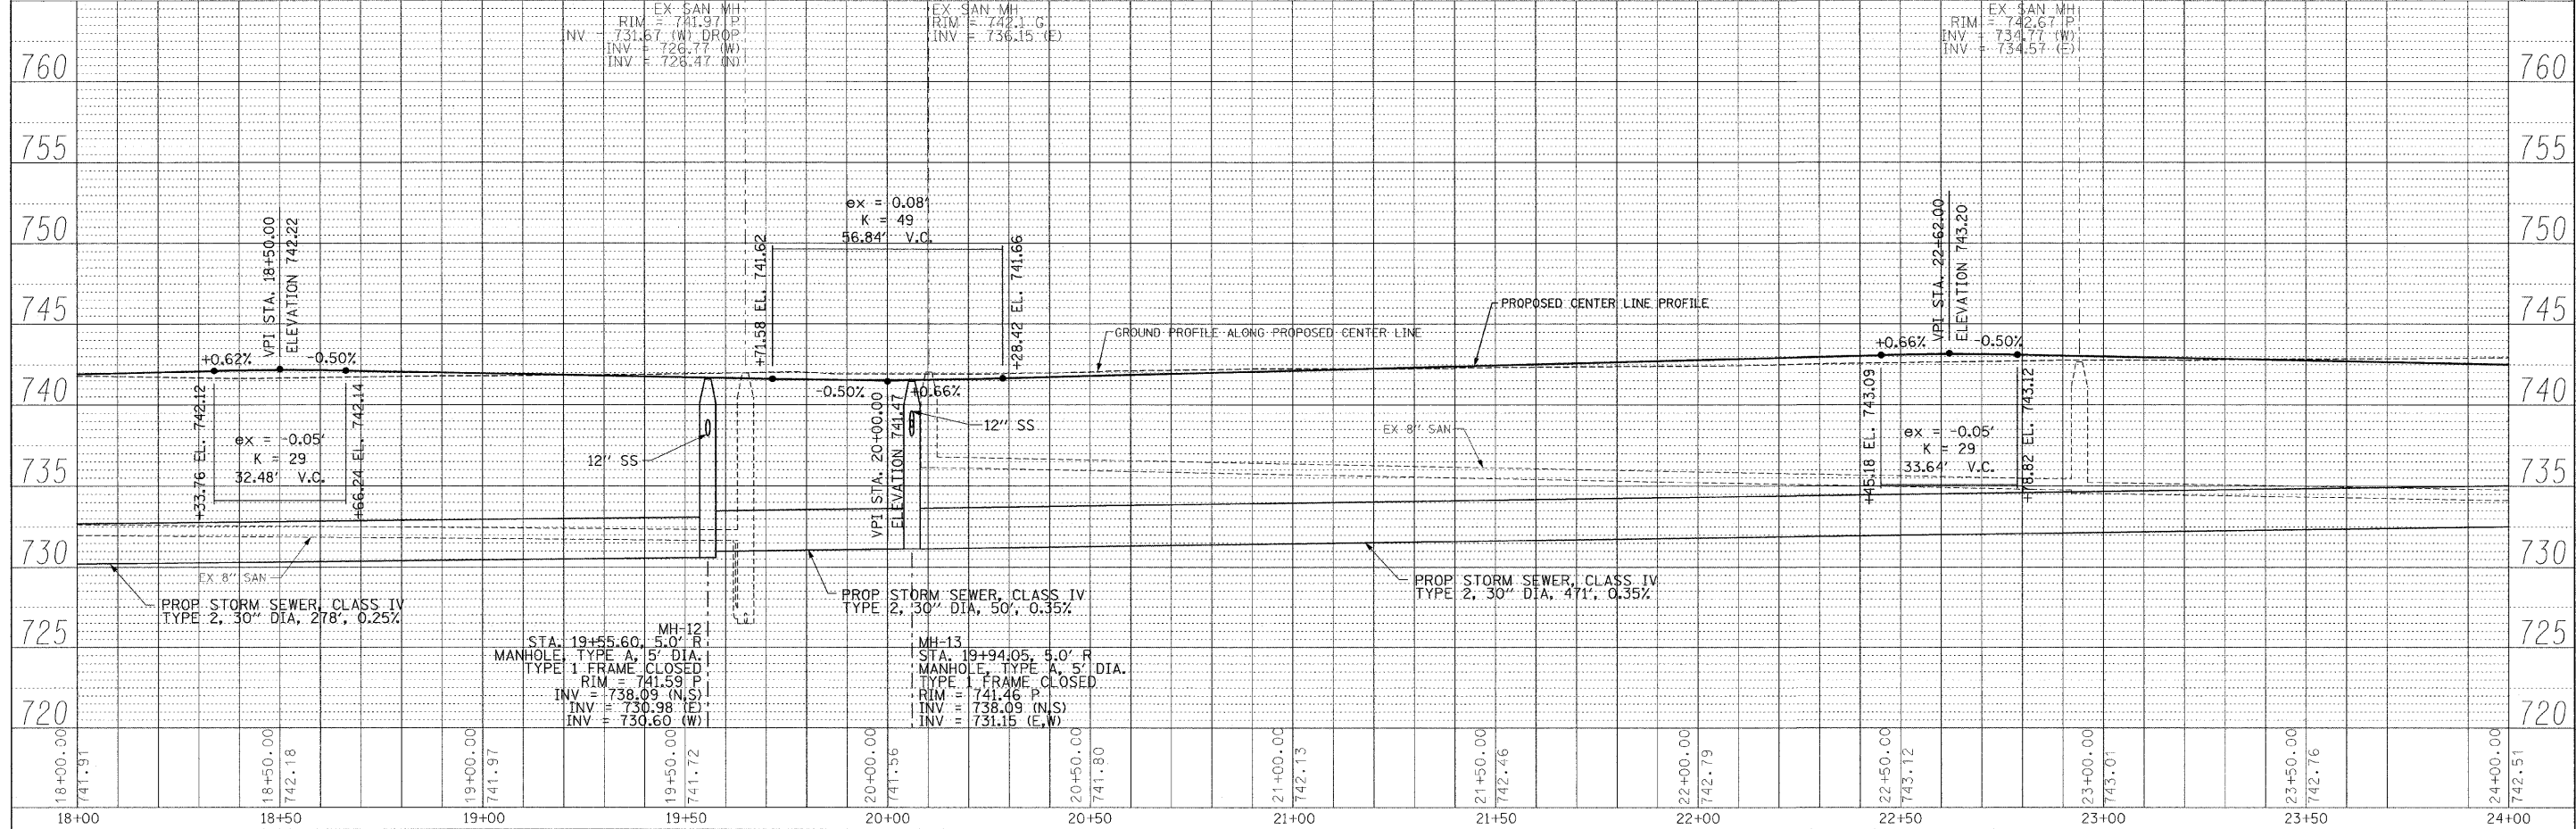 EX SAN MH
RIM = 741.97 P
INV = 731.67 (W) DROP
INV = 726.77 (W)
INV = 726.47 (N)
EX SAN MH
RIM = 742.1 G
INV = 736.15 (E)
EX SAN MH
RIM = 742.67 P
INV = 734.77 (W)
INV = 734.57 (E)
760
760
755
755
750
750
745
745
740
740
735
735
730
730
725
725
720
720
VPI STA. 18+50.00
ELEVATION 742.22
+0.62%
-0.50%
+33.76 EL. 742.12
+66.24 EL. 742.14
ex = -0.05'
K = 29
32.48' V.C.
ex = 0.08'
K = 49
56.84' V.C.
+71.58 EL. 741.62
+28.42 EL. 741.66
-0.50%
+0.66%
VPI STA. 20+00.00
ELEVATION 741.47
12" SS
12" SS
GROUND PROFILE ALONG PROPOSED CENTER LINE
PROPOSED CENTER LINE PROFILE
VPI STA. 22+62.00
ELEVATION 743.20
+0.66%
-0.50%
+45.18 EL. 743.09
+78.82 EL. 743.12
ex = -0.05'
K = 29
33.64' V.C.
EX 8" SAN
EX 8" SAN
PROP STORM SEWER, CLASS IV
TYPE 2, 30" DIA, 278', 0.25%
PROP STORM SEWER, CLASS IV
TYPE 2, 30" DIA, 50', 0.35%
PROP STORM SEWER, CLASS IV
TYPE 2, 30" DIA, 471', 0.35%
MH-12
STA. 19+55.60, 5.0' R
MANHOLE, TYPE A, 5' DIA.
TYPE 1 FRAME CLOSED
RIM = 741.59 P
INV = 738.09 (N,S)
INV = 730.98 (E)
INV = 730.60 (W)
MH-13
STA. 19+94.05, 5.0' R
MANHOLE, TYPE A, 5' DIA.
TYPE 1 FRAME CLOSED
RIM = 741.46 P
INV = 738.09 (N,S)
INV = 731.15 (E,W)
18+00.00
741.91
18+50.00
742.18
19+00.00
741.97
19+50.00
741.72
20+00.00
741.56
20+50.00
741.80
21+00.00
742.13
21+50.00
742.46
22+00.00
742.79
22+50.00
743.12
23+00.00
743.01
23+50.00
742.76
24+00.00
742.51
18+00
18+50
19+00
19+50
20+00
20+50
21+00
21+50
22+00
22+50
23+00
23+50
24+00